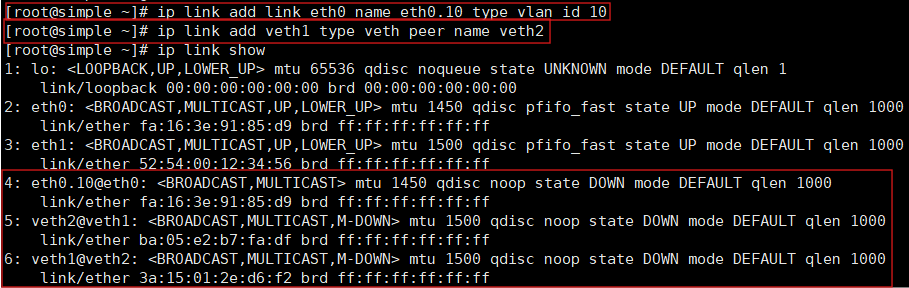 [root@simple ~]# ip link add link eth0 name eth0.10 type vlan id 10
[root@simple ~]# ip link add veth1 type veth peer name veth2
[root@simple ~]# ip link show
1: lo: <LOOPBACK,UP,LOWER_UP> mtu 65536 qdisc noqueue state UNKNOWN mode DEFAULT qlen 1
    link/loopback 00:00:00:00:00:00 brd 00:00:00:00:00:00
2: eth0: <BROADCAST,MULTICAST,UP,LOWER_UP> mtu 1450 qdisc pfifo_fast state UP mode DEFAULT qlen 1000
    link/ether fa:16:3e:91:85:d9 brd ff:ff:ff:ff:ff:ff
3: eth1: <BROADCAST,MULTICAST,UP,LOWER_UP> mtu 1500 qdisc pfifo_fast state UP mode DEFAULT qlen 1000
    link/ether 52:54:00:12:34:56 brd ff:ff:ff:ff:ff:ff
4: eth0.10@eth0: <BROADCAST,MULTICAST> mtu 1450 qdisc noop state DOWN mode DEFAULT qlen 1000
    link/ether fa:16:3e:91:85:d9 brd ff:ff:ff:ff:ff:ff
5: veth2@veth1: <BROADCAST,MULTICAST,M-DOWN> mtu 1500 qdisc noop state DOWN mode DEFAULT qlen 1000
    link/ether ba:05:e2:b7:fa:df brd ff:ff:ff:ff:ff:ff
6: veth1@veth2: <BROADCAST,MULTICAST,M-DOWN> mtu 1500 qdisc noop state DOWN mode DEFAULT qlen 1000
    link/ether 3a:15:01:2e:d6:f2 brd ff:ff:ff:ff:ff:ff